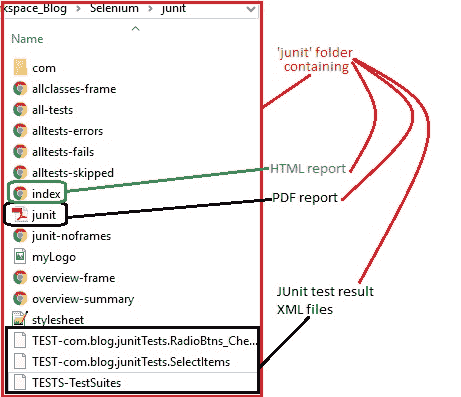 kspace_Blog > Selenium > junit
Name
com
allclasses-frame
all-tests
alltests-errors
alltests-fails
alltests-skipped
index
junit
junit-noframes
myLogo
overview-frame
overview-summary
stylesheet
TEST-com.blog.junitTests.RadioBtns_Che...
TEST-com.blog.junitTests.SelectItems
TESTS-TestSuites
'junit' folder
containing
HTML report
PDF report
JUnit test result
XML files